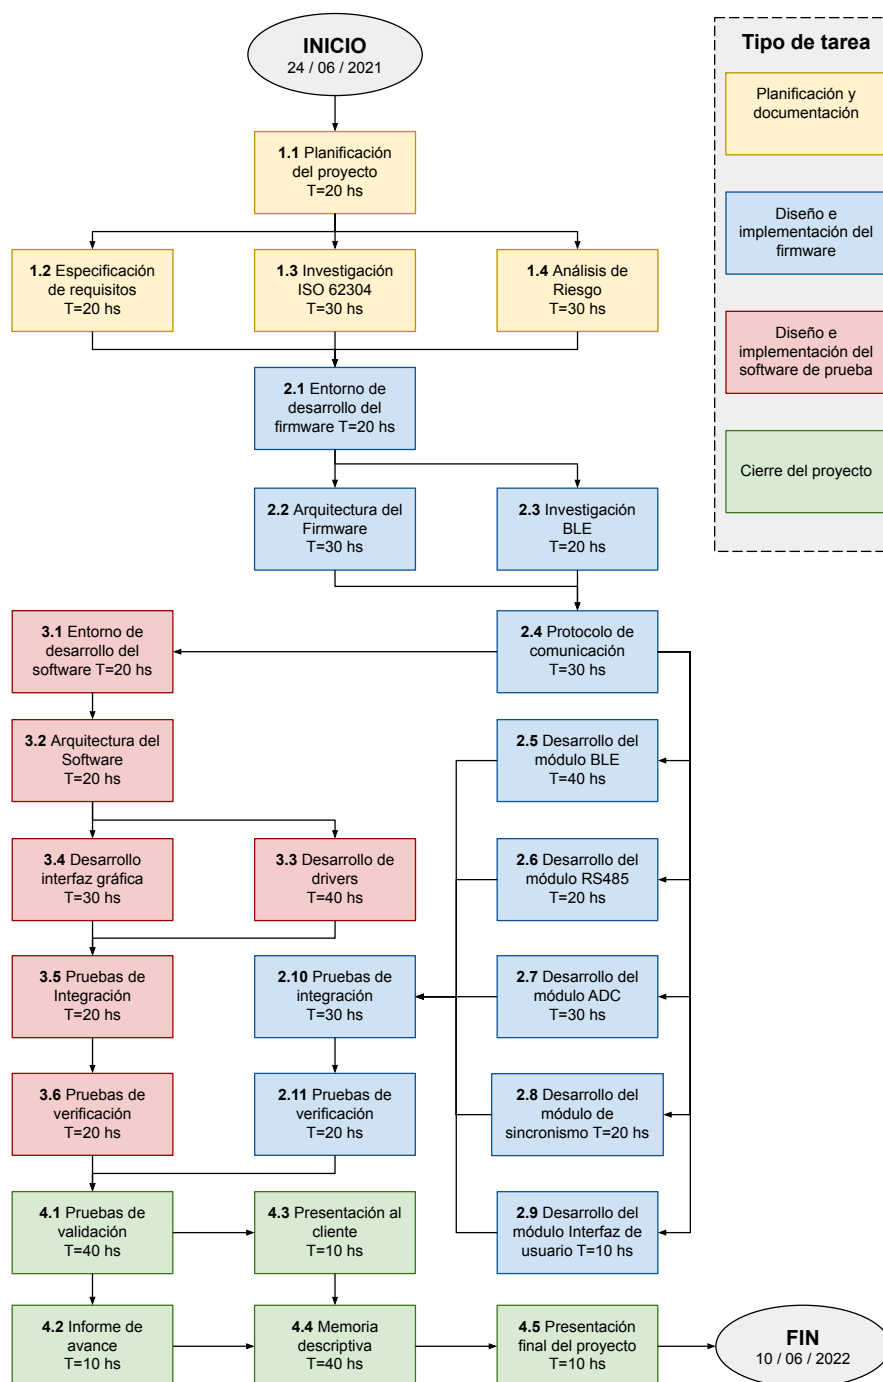 INICIO
24 / 06 / 2021
Tipo de tarea
Planificación y
documentación
Diseño e
implementación del
firmware
Diseño e
implementación del
software de prueba
Cierre del proyecto
1.1 Planificación
del proyecto
T=20 hs
1.2 Especificación
de requisitos
T=20 hs
1.3 Investigación
ISO 62304
T=30 hs
1.4 Análisis de
Riesgo
T=30 hs
2.1 Entorno de
desarrollo del
firmware T=20 hs
2.2 Arquitectura del
Firmware
T=30 hs
2.3 Investigación
BLE
T=20 hs
3.1 Entorno de
desarrollo del
software T=20 hs
2.4 Protocolo de
comunicación
T=30 hs
3.2 Arquitectura del
Software
T=20 hs
2.5 Desarrollo del
módulo BLE
T=40 hs
3.4 Desarrollo
interfaz gráfica
T=30 hs
3.3 Desarrollo de
drivers
T=40 hs
2.6 Desarrollo del
módulo RS485
T=20 hs
3.5 Pruebas de
Integración
T=20 hs
2.10 Pruebas de
integración
T=30 hs
2.7 Desarrollo del
módulo ADC
T=30 hs
3.6 Pruebas de
verificación
T=20 hs
2.11 Pruebas de
verificación
T=20 hs
2.8 Desarrollo del
módulo de
sincronismo T=20 hs
4.1 Pruebas de
validación
T=40 hs
4.3 Presentación al
cliente
T=10 hs
2.9 Desarrollo del
módulo Interfaz de
usuario T=10 hs
4.2 Informe de
avance
T=10 hs
4.4 Memoria
descriptiva
T=40 hs
4.5 Presentación
final del proyecto
T=10 hs
FIN
10 / 06 / 2022